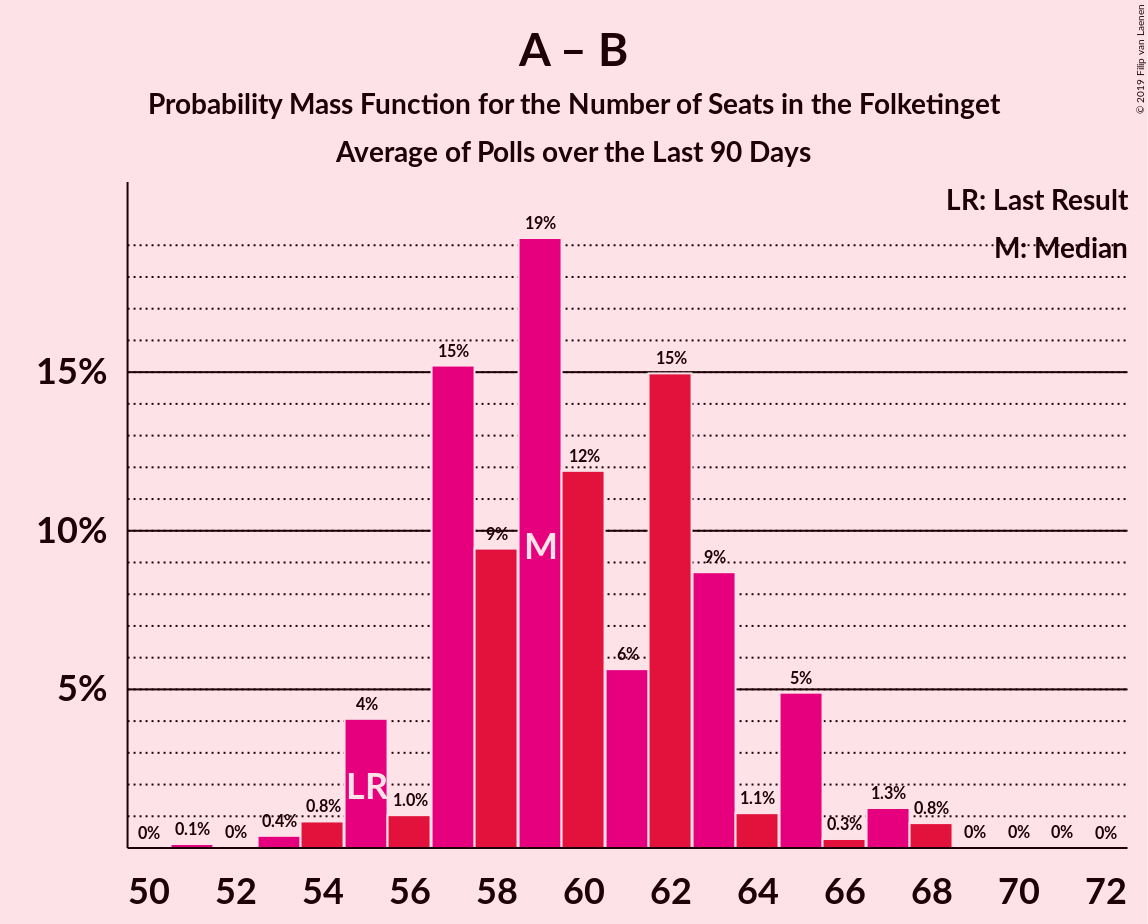 A – B
Probability Mass Function for the Number of Seats in the Folketinget
Average of Polls over the Last 90 Days
© 2019 Filip van Laenen
LR: Last Result
M: Median
19%
15%
15%
15%
12%
10%
9%
M
9%
6%
5%
5%
4%
LR
0%
0.1%
0%
0.4%
0.8%
1.0%
1.1%
0.3%
1.3%
0.8%
0%
0%
0%
0%
50 52 54 56 58 60 62 64 66 68 70 72